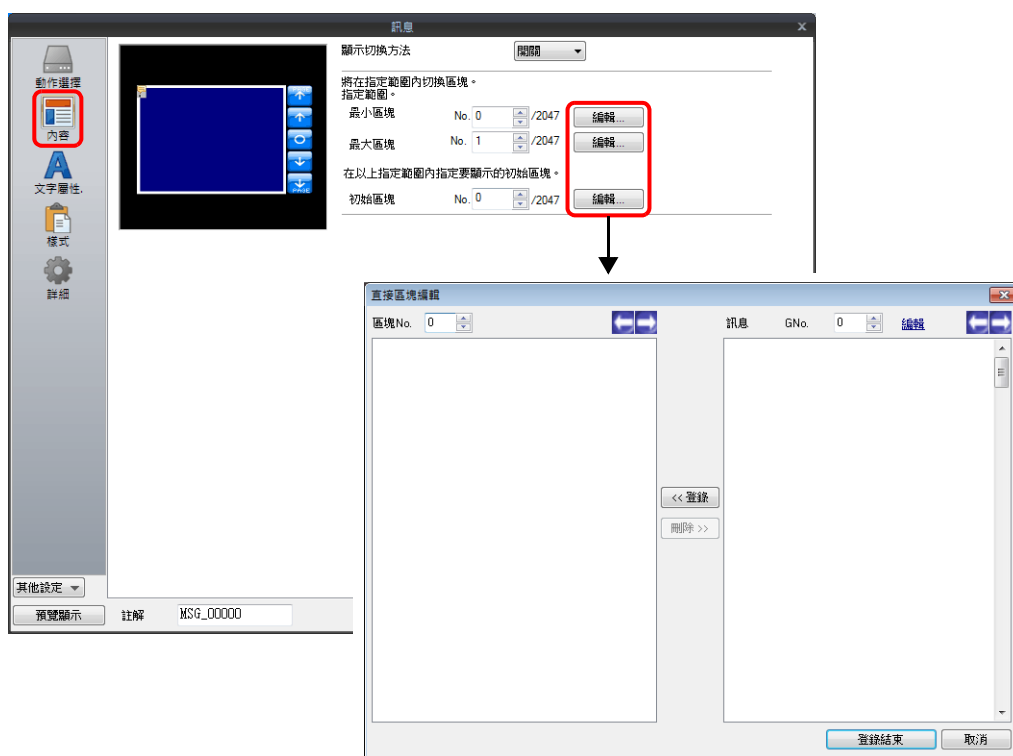 訊息
動作選擇
內容
文字屬性.
樣式
詳細
其他設定
預覽顯示
PAGE
顯示切換方法 開關
將在指定範圍內切換區塊。
指定範圍。
最小區塊 No. 0 /2047 編輯...
最大區塊 No. 1 /2047 編輯...
在以上指定範圍內指定要顯示的初始區塊。
初始區塊 No. 0 /2047 編輯...
註解 MSG_00000
直接區塊編輯
區塊No. 0 訊息 GNo. 0 編輯
<< 登錄
刪除 >>
登錄結束 取消